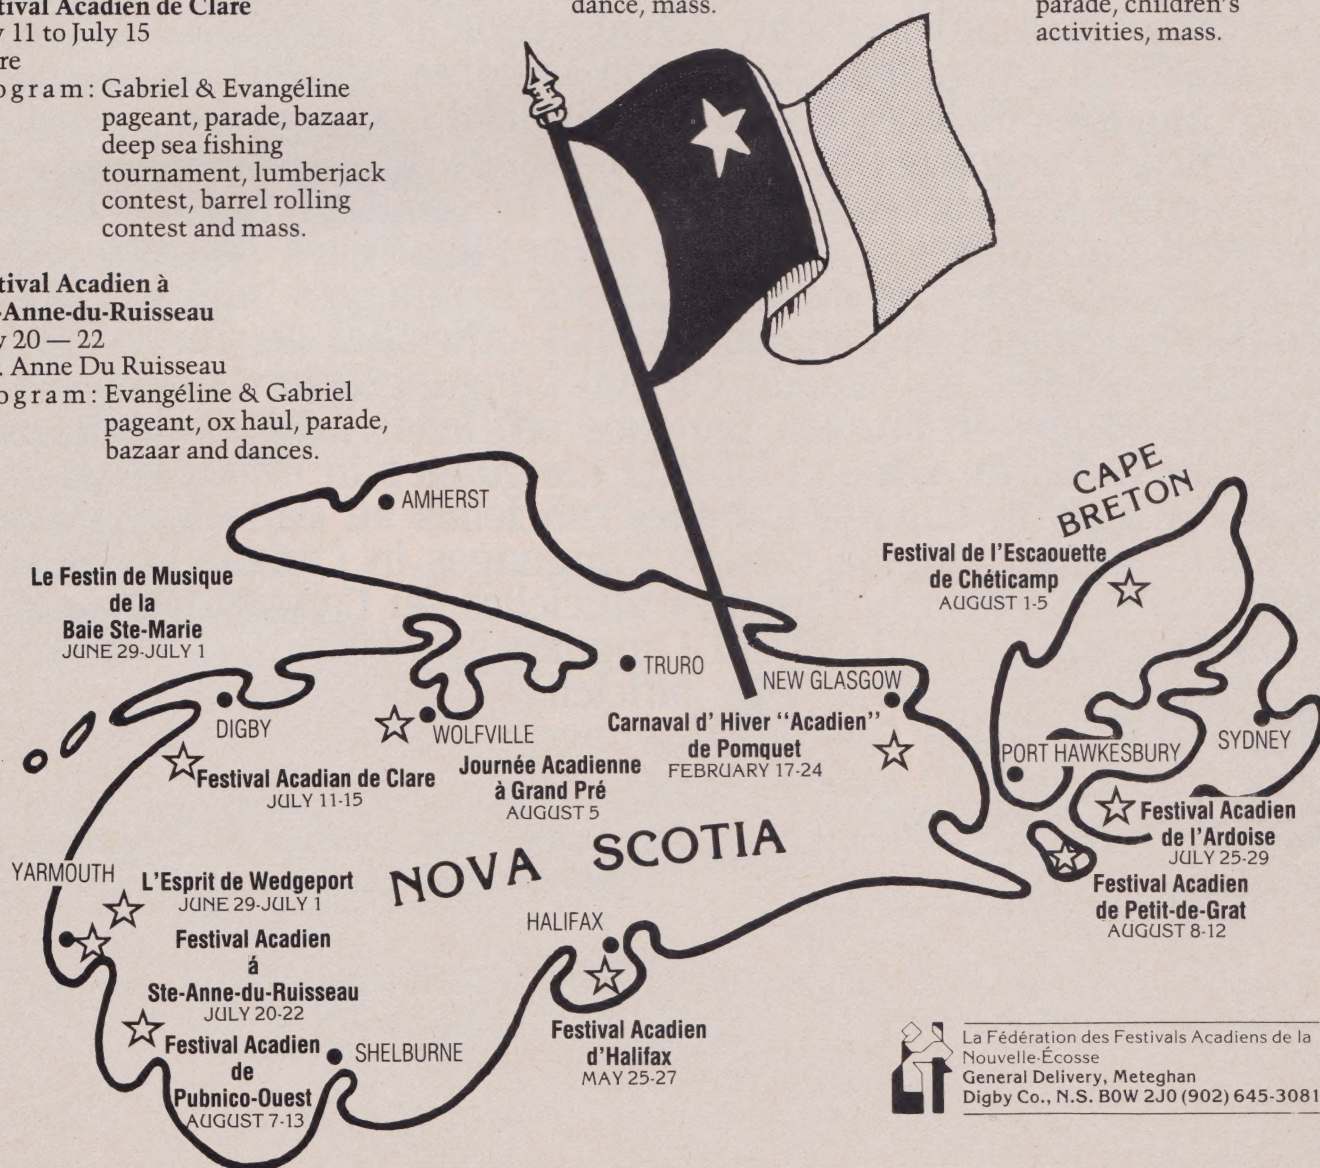 tival Acadien de Clare
11 to July 15
re
ogram: Gabriel & Evangéline
pageant, parade, bazaar,
deep sea fishing
tournament, lumberjack
contest, barrel rolling
contest and mass.
tival Acadien à
-Anne-du-Ruisseau
20 — 22
. Anne Du Ruisseau
ogram: Evangéline & Gabriel
pageant, ox haul, parade,
bazaar and dances.
dance, mass.
parade, children's
activities, mass.
AMHERST
CAPE
BRETON
Festival de l'Escaouette
de Chéticamp
AUGUST 1-5
Le Festin de Musique
de la
Baie Ste-Marie
JUNE 29-JULY 1
TRURO
NEW GLASGOW
DIGBY
WOLFVILLE
Carnaval d' Hiver "Acadien"
de Pomquet
FEBRUARY 17-24
PORT HAWKESBURY
SYDNEY
Festival Acadian de Clare
JULY 11-15
Journée Acadienne
à Grand Pré
AUGUST 5
Festival Acadien
de l'Ardoise
JULY 25-29
NOVA SCOTIA
YARMOUTH
L'Esprit de Wedgeport
JUNE 29-JULY 1
Festival Acadien
de Petit-de-Grat
AUGUST 8-12
HALIFAX
Festival Acadien
á
Ste-Anne-du-Ruisseau
JULY 20-22
Festival Acadien
d'Halifax
MAY 25-27
Festival Acadien
de
Pubnico-Ouest
AUGUST 7-13
SHELBURNE
La Fédération des Festivals Acadiens de la
Nouvelle-Écosse
General Delivery, Meteghan
Digby Co., N.S. B0W 2J0 (902) 645-3081